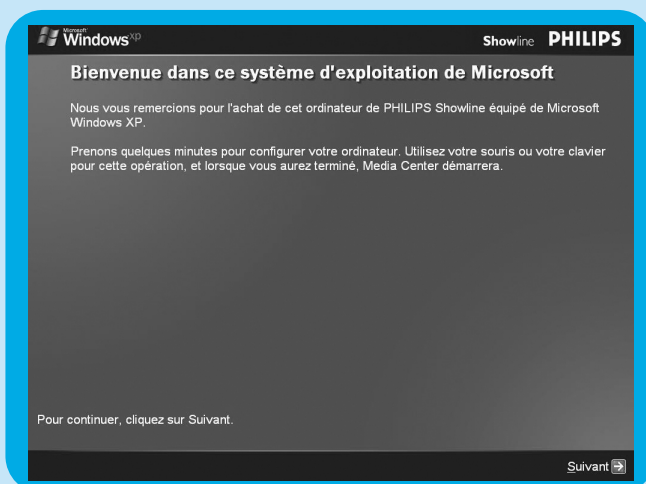 Microsoft
Windows xp
Showline PHILIPS
Bienvenue dans ce système d'exploitation de Microsoft
Nous vous remercions pour l'achat de cet ordinateur de PHILIPS Showline équipé de Microsoft
Windows XP.
Prenons quelques minutes pour configurer votre ordinateur. Utilisez votre souris ou votre clavier
pour cette opération, et lorsque vous aurez terminé, Media Center démarrera.
Pour continuer, cliquez sur Suivant.
Suivant